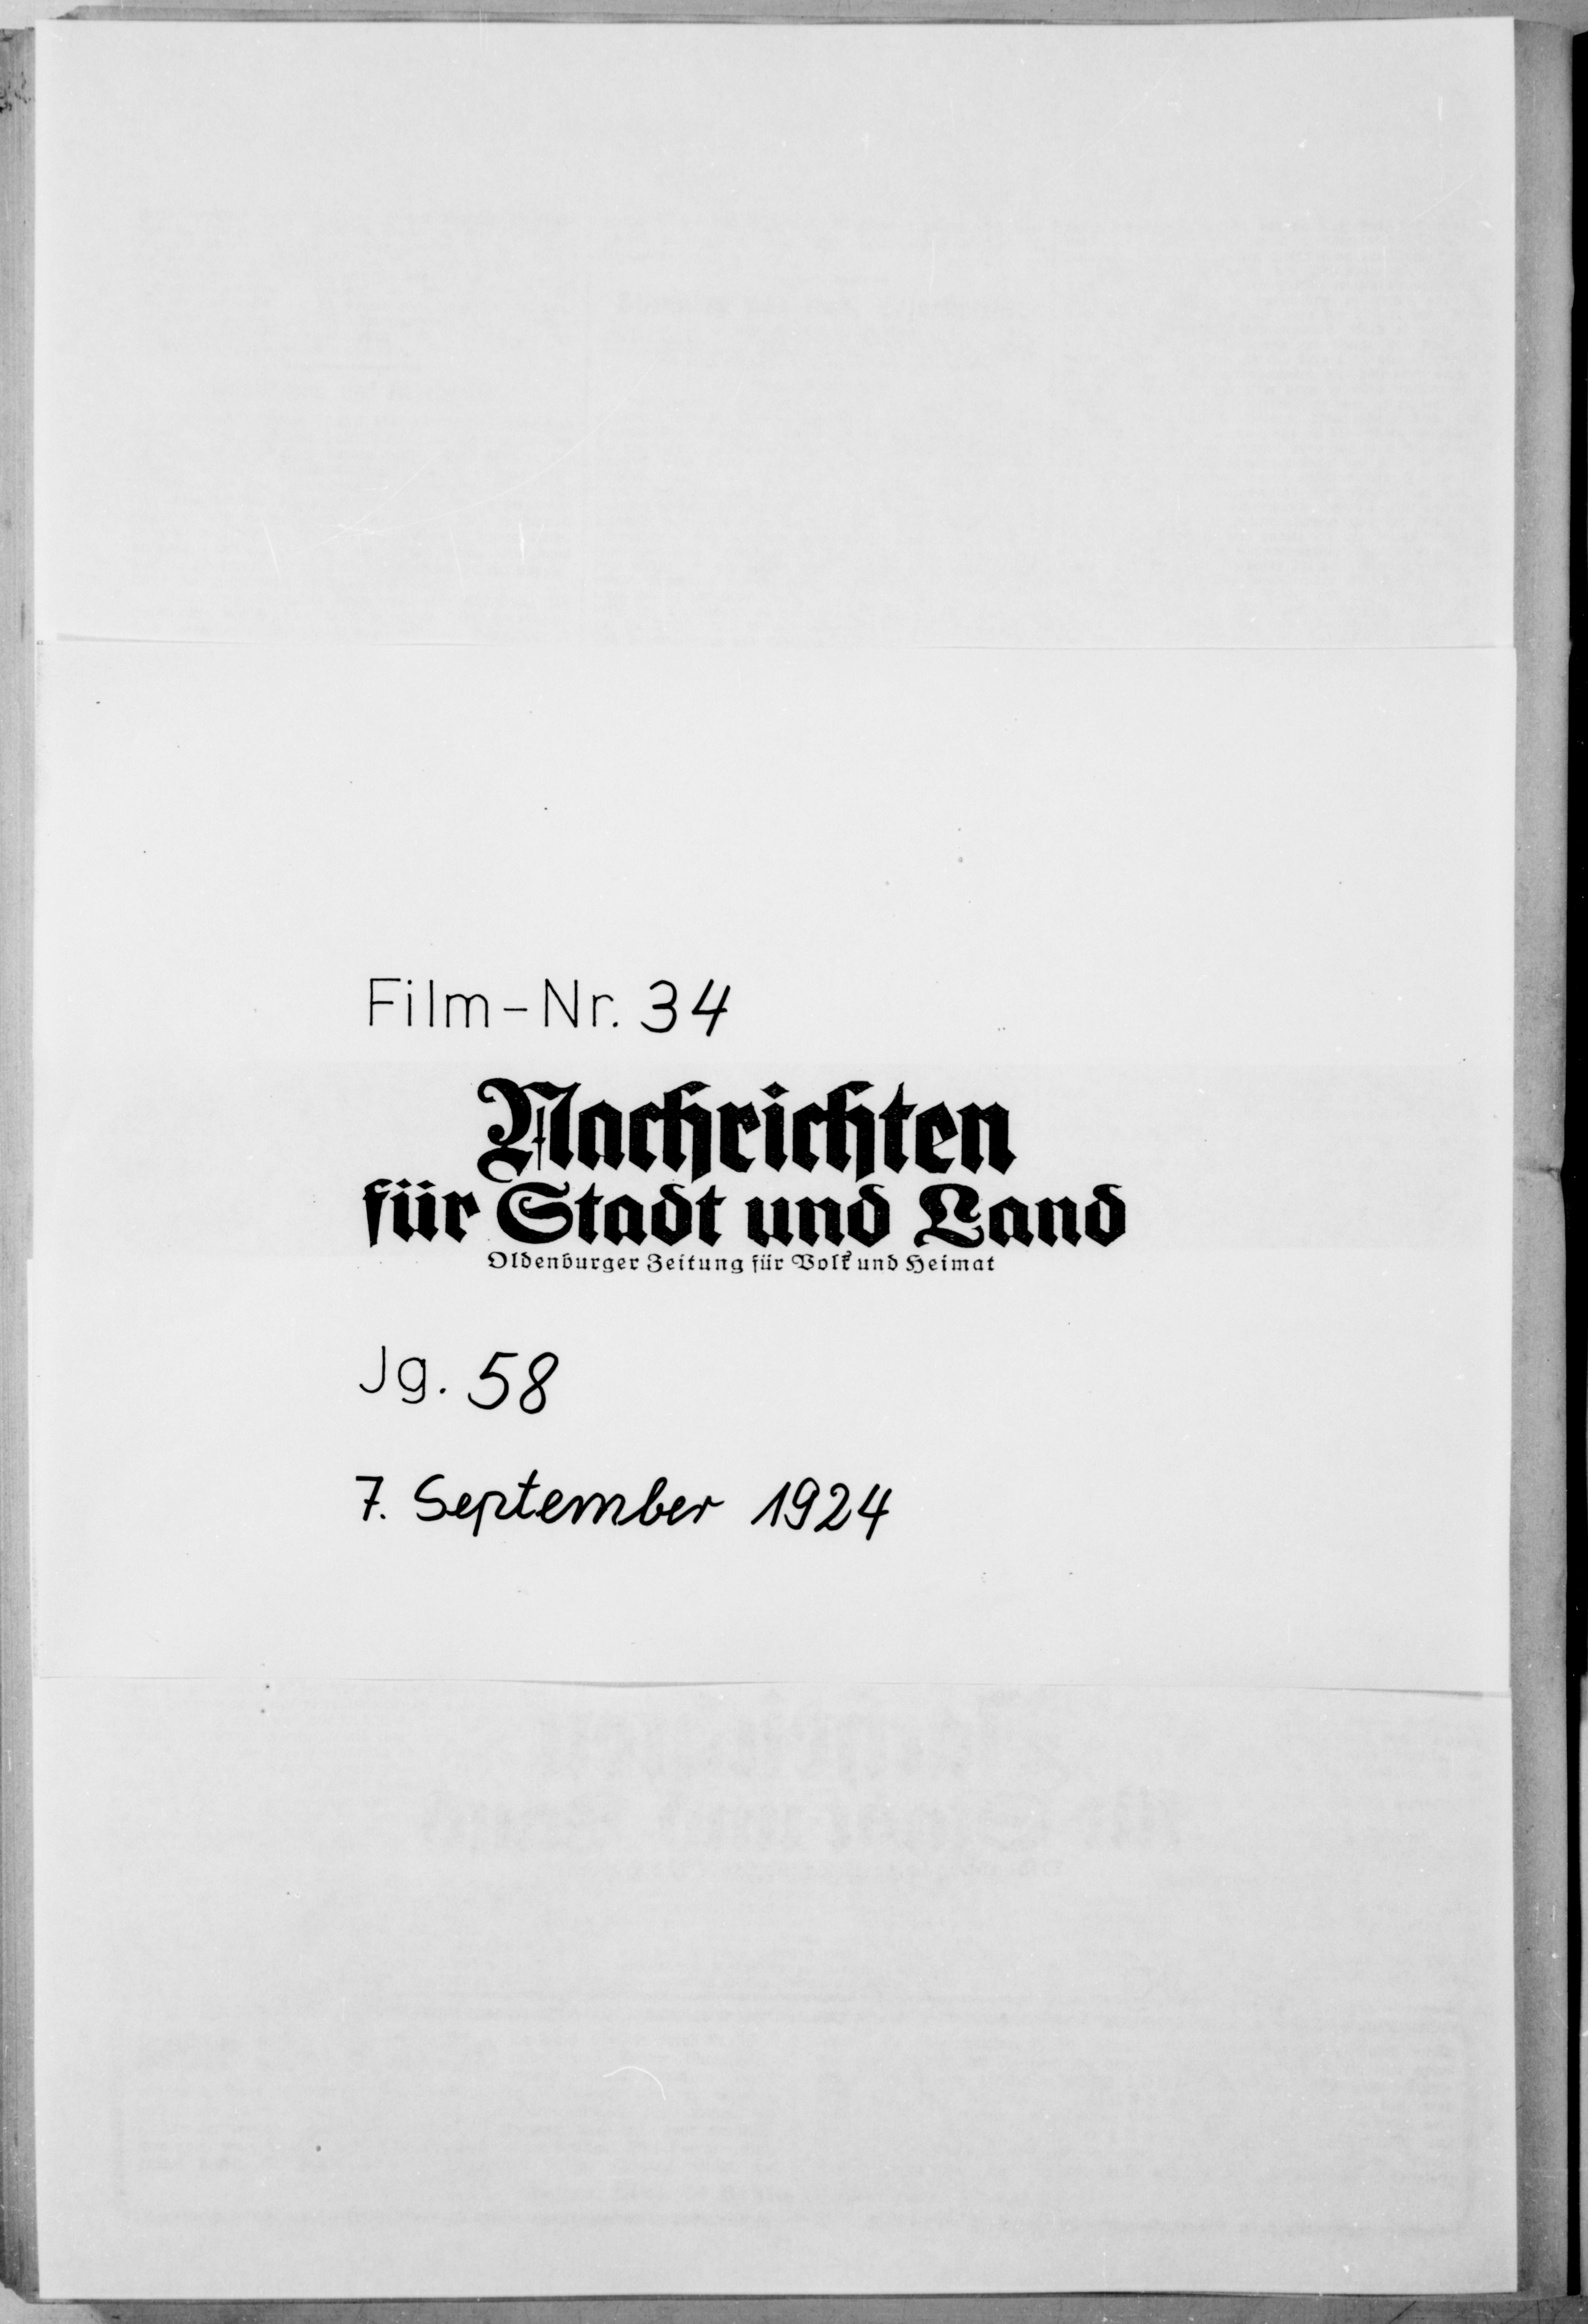 Film-Nr. 34
Nachrichten
für Stadt und Land
Oldenburger Zeitung für Volk und Heimat
Jg. 58
7. September 1924